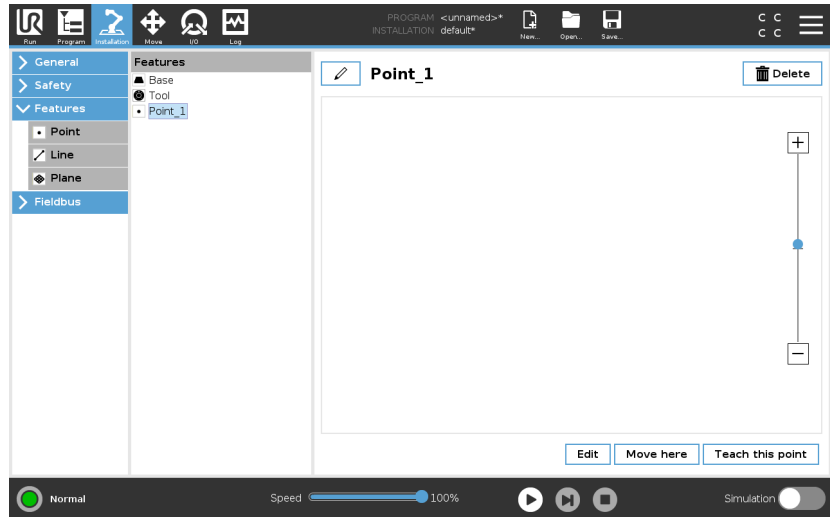 PROGRAM <unnamed>*
INSTALLATION default*
UR
Run Program Installation Move I/O Log New... Open... Save...
C C
C C
General
Safety
Features
Point
Line
Plane
Fieldbus
Features
Base
Tool
Point_1
Point_1
Delete
+
−
Edit Move here Teach this point
Normal Speed 100% Simulation